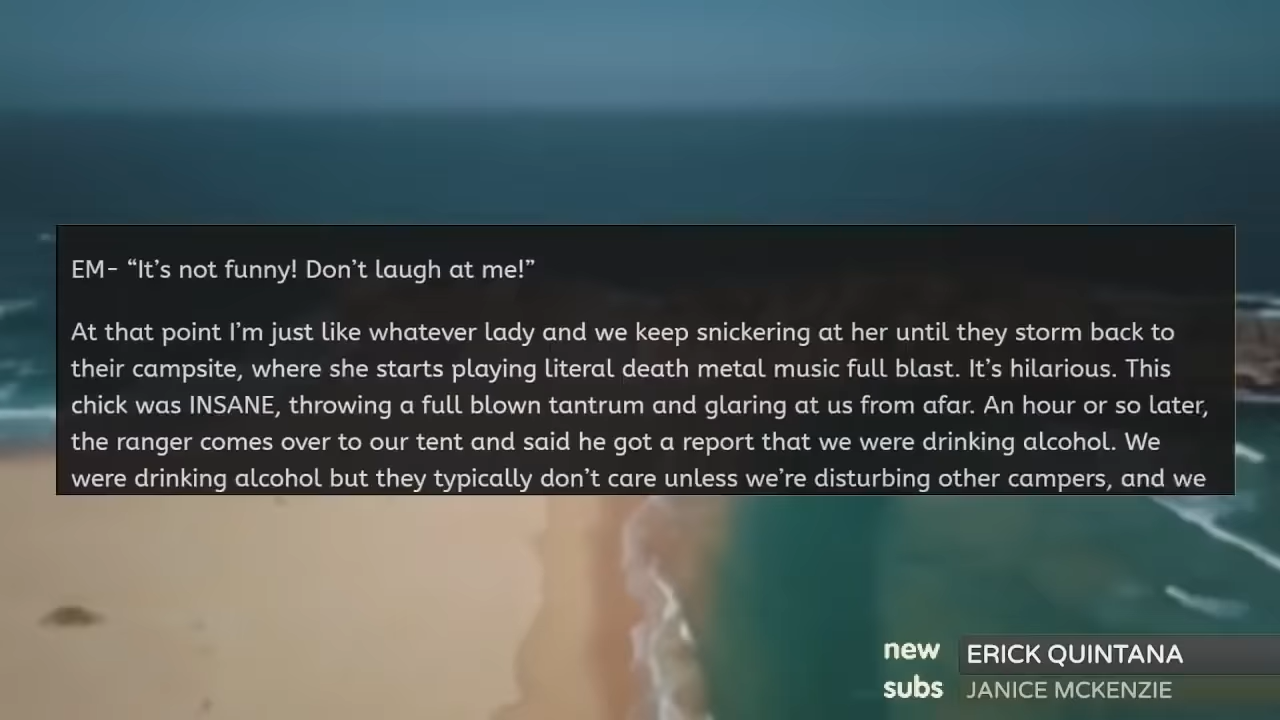 EM- “It’s not funny! Don’t laugh at me!”
At that point I’m just like whatever lady and we keep snickering at her until they storm back to
their campsite, where she starts playing literal death metal music full blast. It’s hilarious. This
chick was INSANE, throwing a full blown tantrum and glaring at us from afar. An hour or so later,
the ranger comes over to our tent and said he got a report that we were drinking alcohol. We
were drinking alcohol but they typically don’t care unless we’re disturbing other campers, and we
new ERICK QUINTANA
subs JANICE MCKENZIE